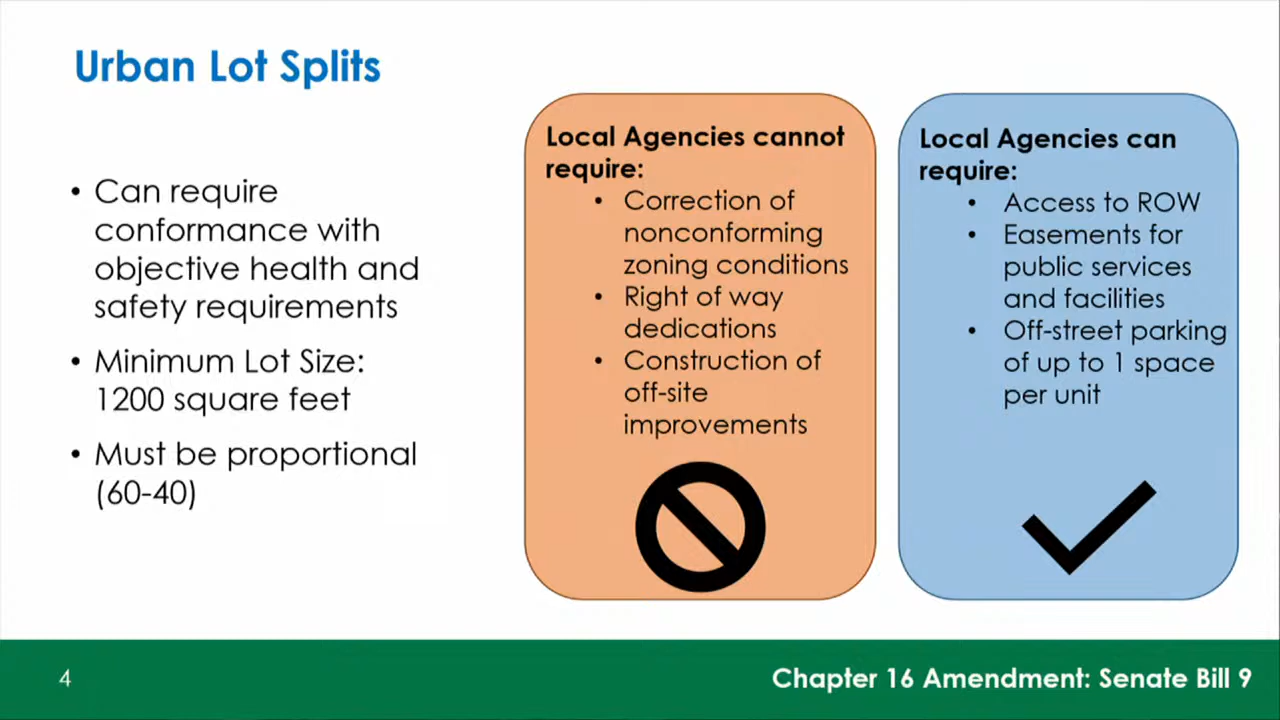 Urban Lot Splits
• Can require
conformance with
objective health and
safety requirements
• Minimum Lot Size:
1200 square feet
• Must be proportional
(60-40)
Local Agencies cannot
require:
• Correction of
nonconforming
zoning conditions
• Right of way
dedications
• Construction of
off-site
improvements
Local Agencies can
require:
• Access to ROW
• Easements for
public services
and facilities
• Off-street parking
of up to 1 space
per unit
4
Chapter 16 Amendment: Senate Bill 9